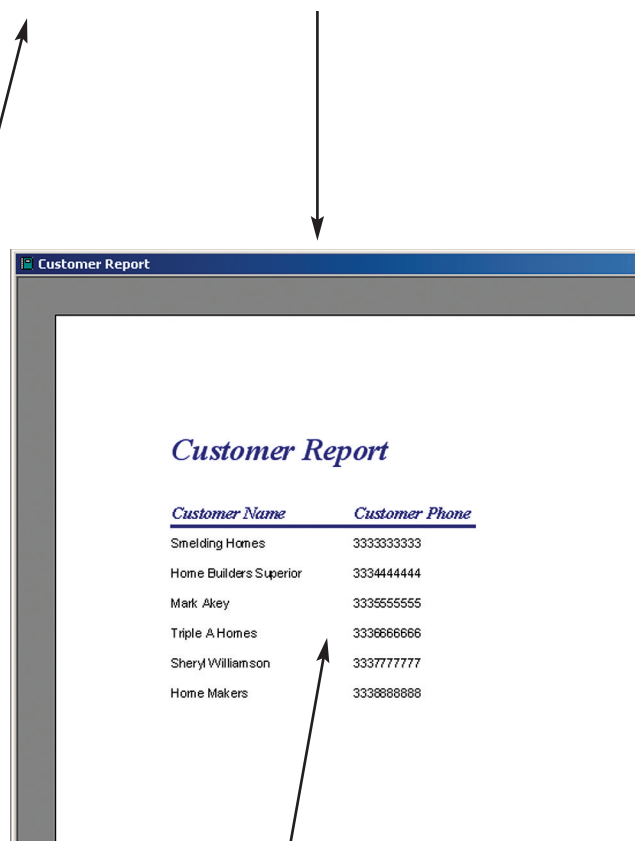 Customer Report
Customer Report
Customer Name Customer Phone
Smelding Homes 3333333333
Home Builders Superior 3334444444
Mark Akey 3335555555
Triple A Homes 3336666666
Sheryl Williamson 3337777777
Home Makers 3338888888